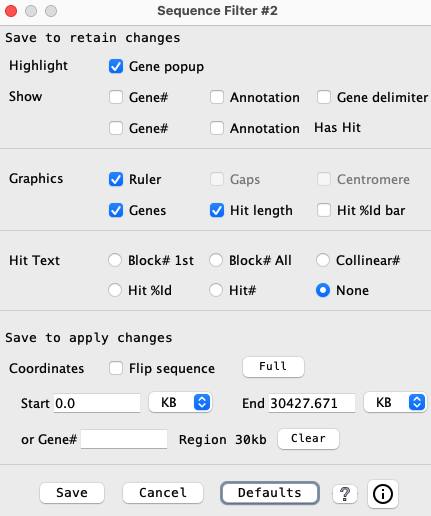 Sequence Filter #2
Save to retain changes
Highlight Gene popup
Show Gene# Annotation Gene delimiter
Gene# Annotation Has Hit
Graphics Ruler Gaps Centromere
Genes Hit length Hit %Id bar
Hit Text Block# 1st Block# All Collinear#
Hit %Id Hit# None
Save to apply changes
Coordinates Flip sequence Full
Start 0.0 KB End 30427.671 KB
or Gene# Region 30kb Clear
Save Cancel Defaults ? i